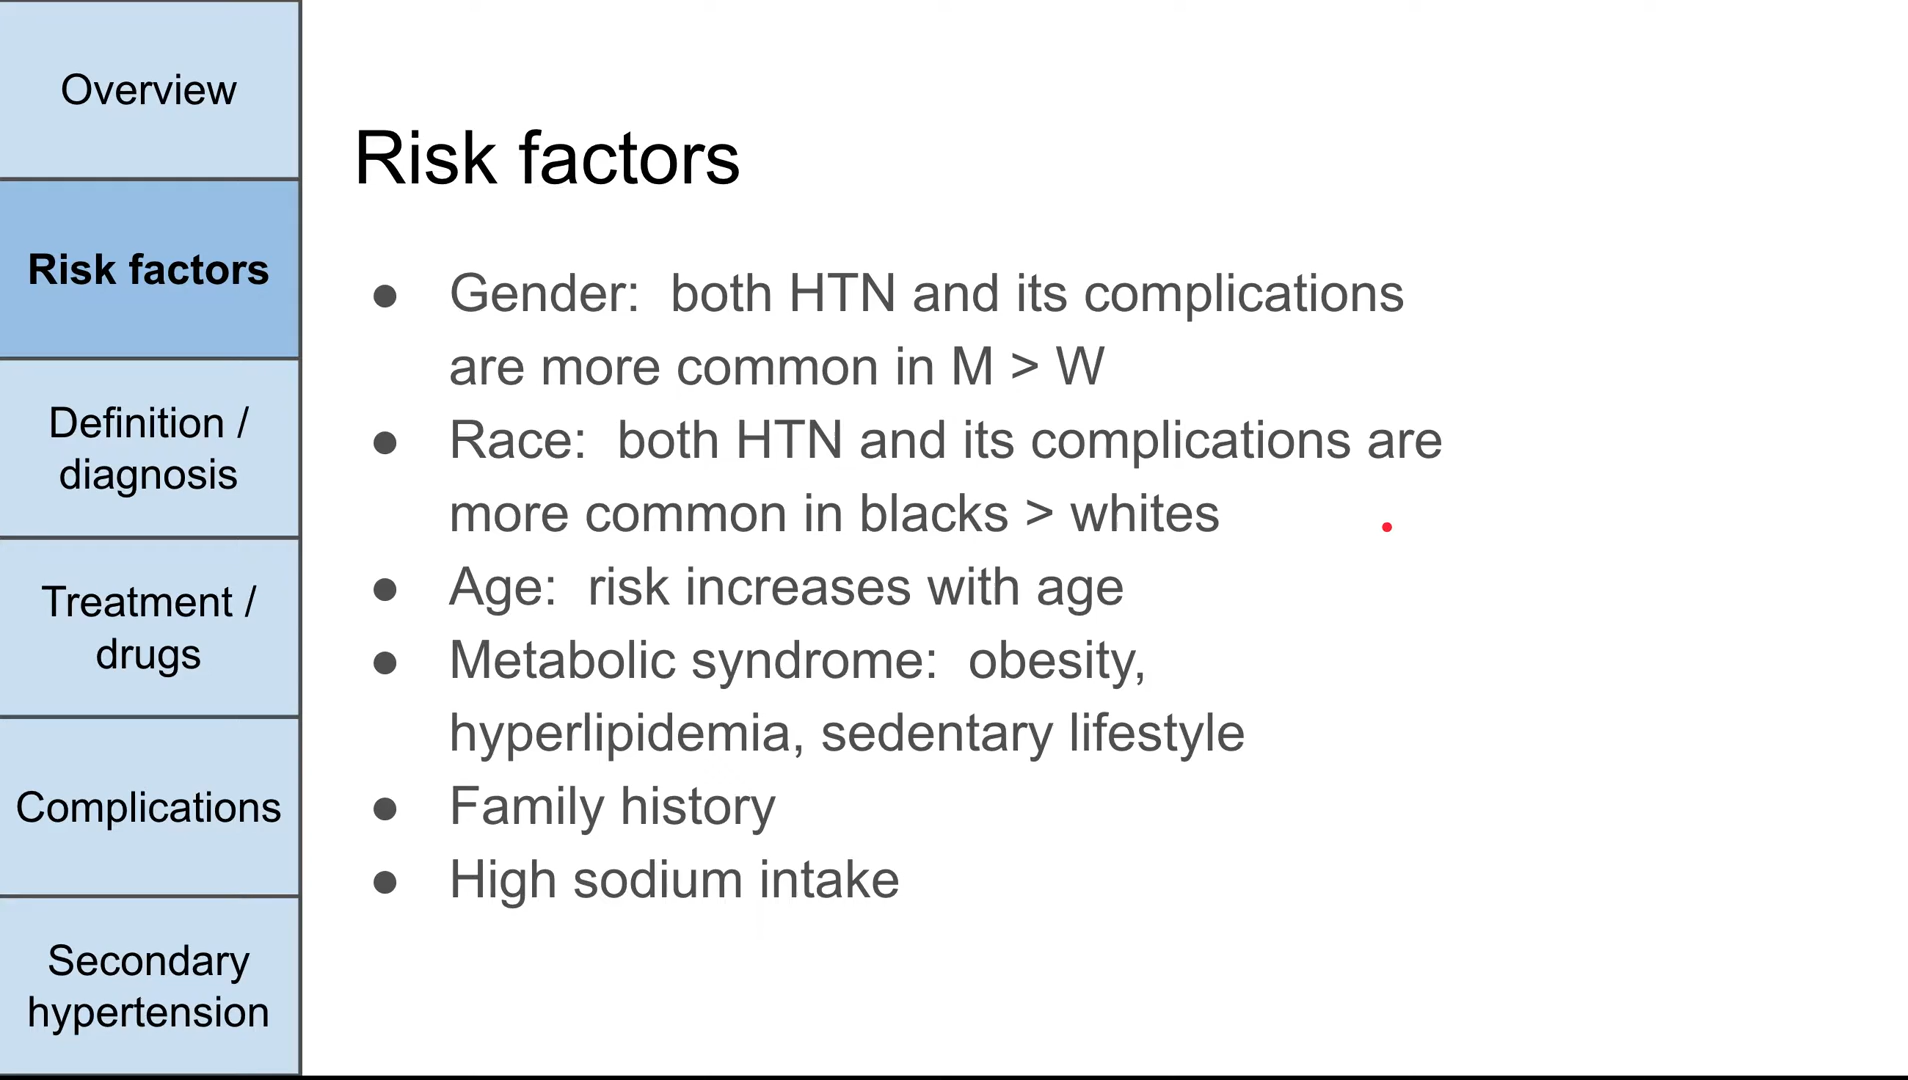 Overview
Risk factors
Definition /
diagnosis
Treatment /
drugs
Complications
Secondary
hypertension
Risk factors
● Gender:  both HTN and its complications
are more common in M > W
● Race:  both HTN and its complications are
more common in blacks > whites
● Age:  risk increases with age
● Metabolic syndrome:  obesity,
hyperlipidemia, sedentary lifestyle
● Family history
● High sodium intake